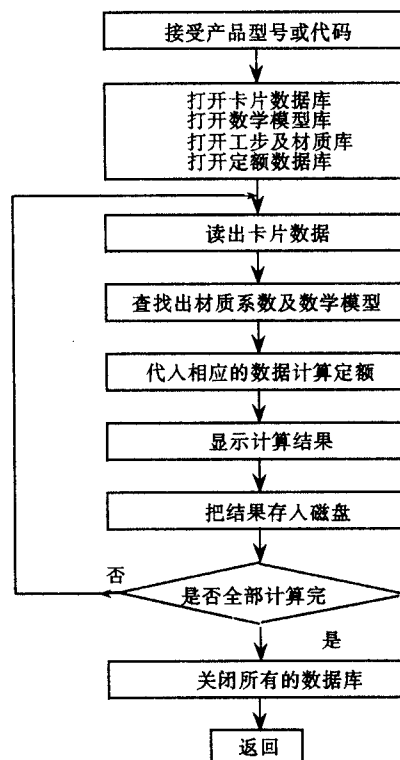 接受产品型号或代码
打开卡片数据库
打开数学模型库
打开工步及材质库
打开定额数据库
读出卡片数据
查找出材质系数及数学模型
代入相应的数据计算定额
显示计算结果
把结果存入磁盘
否
是否全部计算完
是
关闭所有的数据库
返回